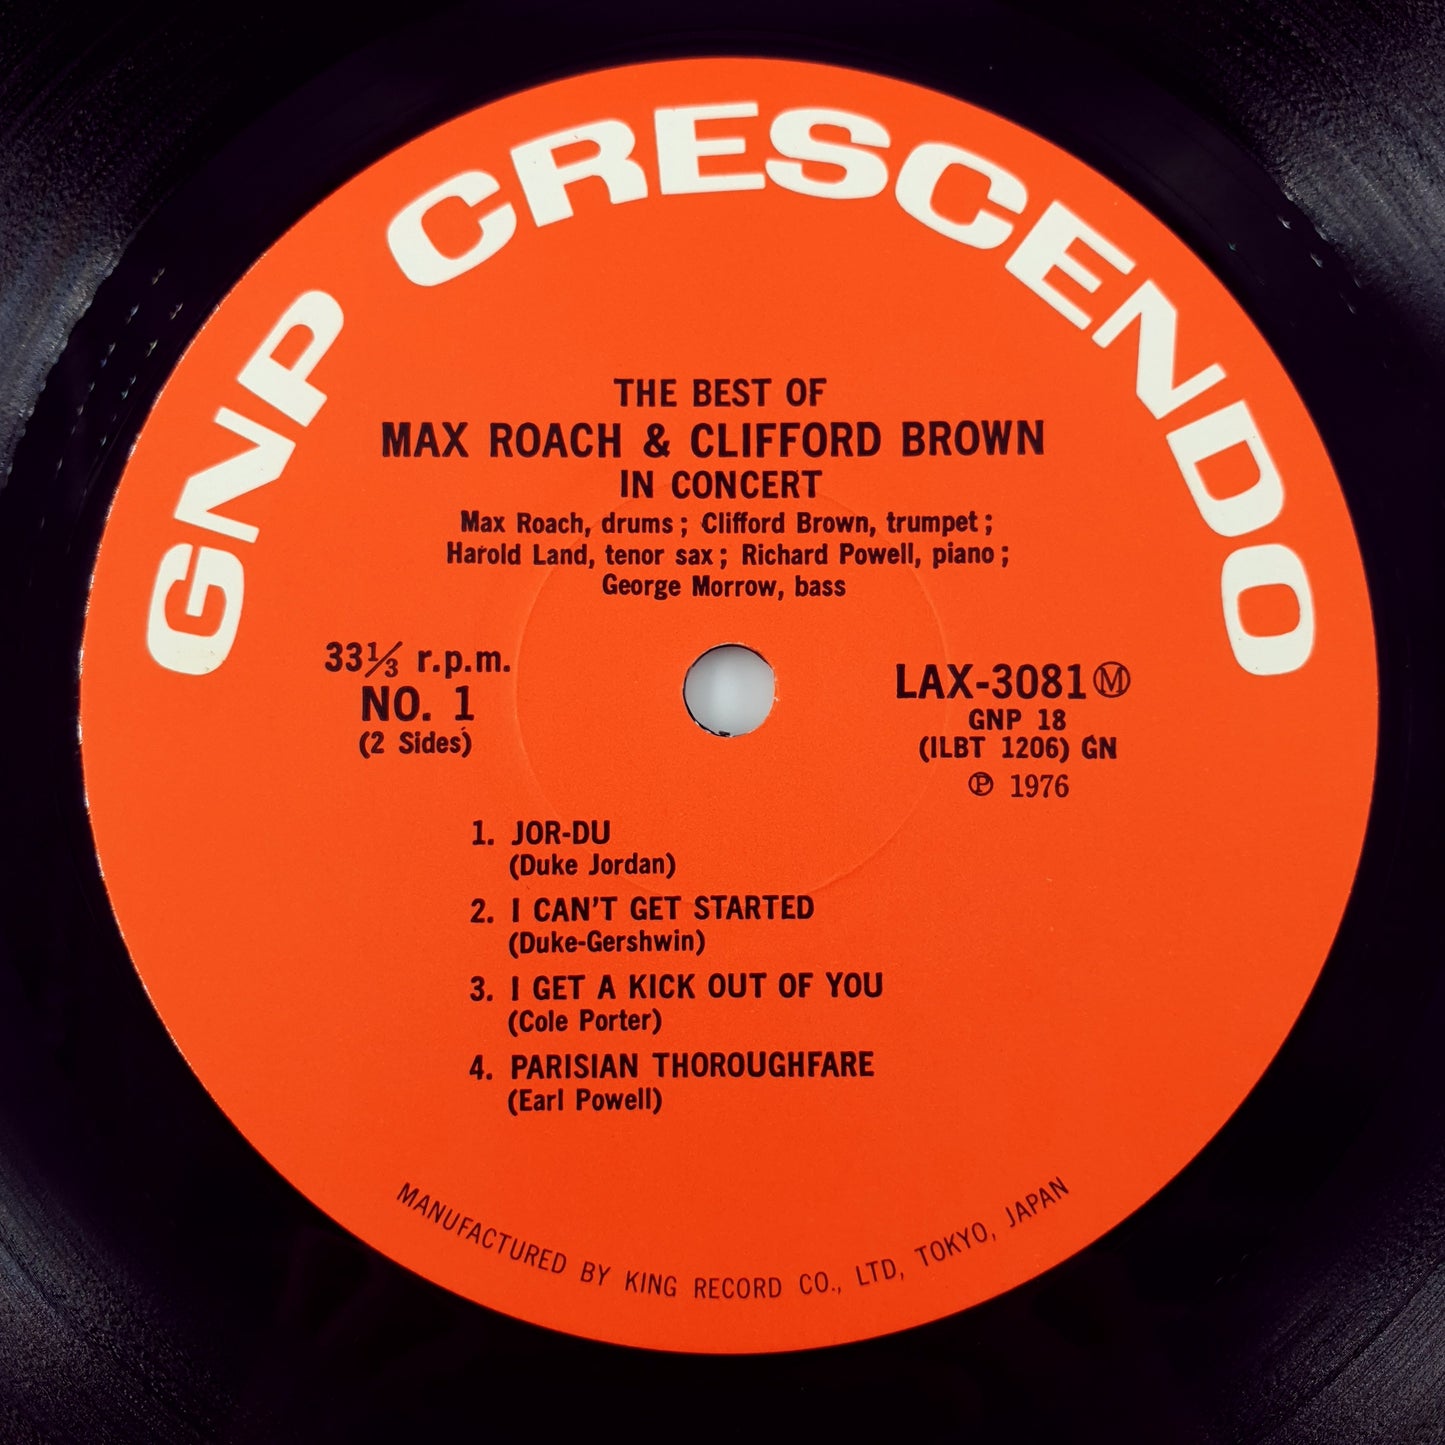 GNP CRESCENDO
THE BEST OF
MAX ROACH & CLIFFORD BROWN
IN CONCERT
Max Roach, drums; Clifford Brown, trumpet;
Harold Land, tenor sax; Richard Powell, piano;
George Morrow, bass
33⅓ r.p.m.
NO. 1
(2 Sides)
LAX-3081 Ⓜ
GNP 18
(ILBT 1206) GN
℗ 1976
1. JOR-DU
(Duke Jordan)
2. I CAN'T GET STARTED
(Duke-Gershwin)
3. I GET A KICK OUT OF YOU
(Cole Porter)
4. PARISIAN THOROUGHFARE
(Earl Powell)
MANUFACTURED BY KING RECORD CO., LTD, TOKYO, JAPAN